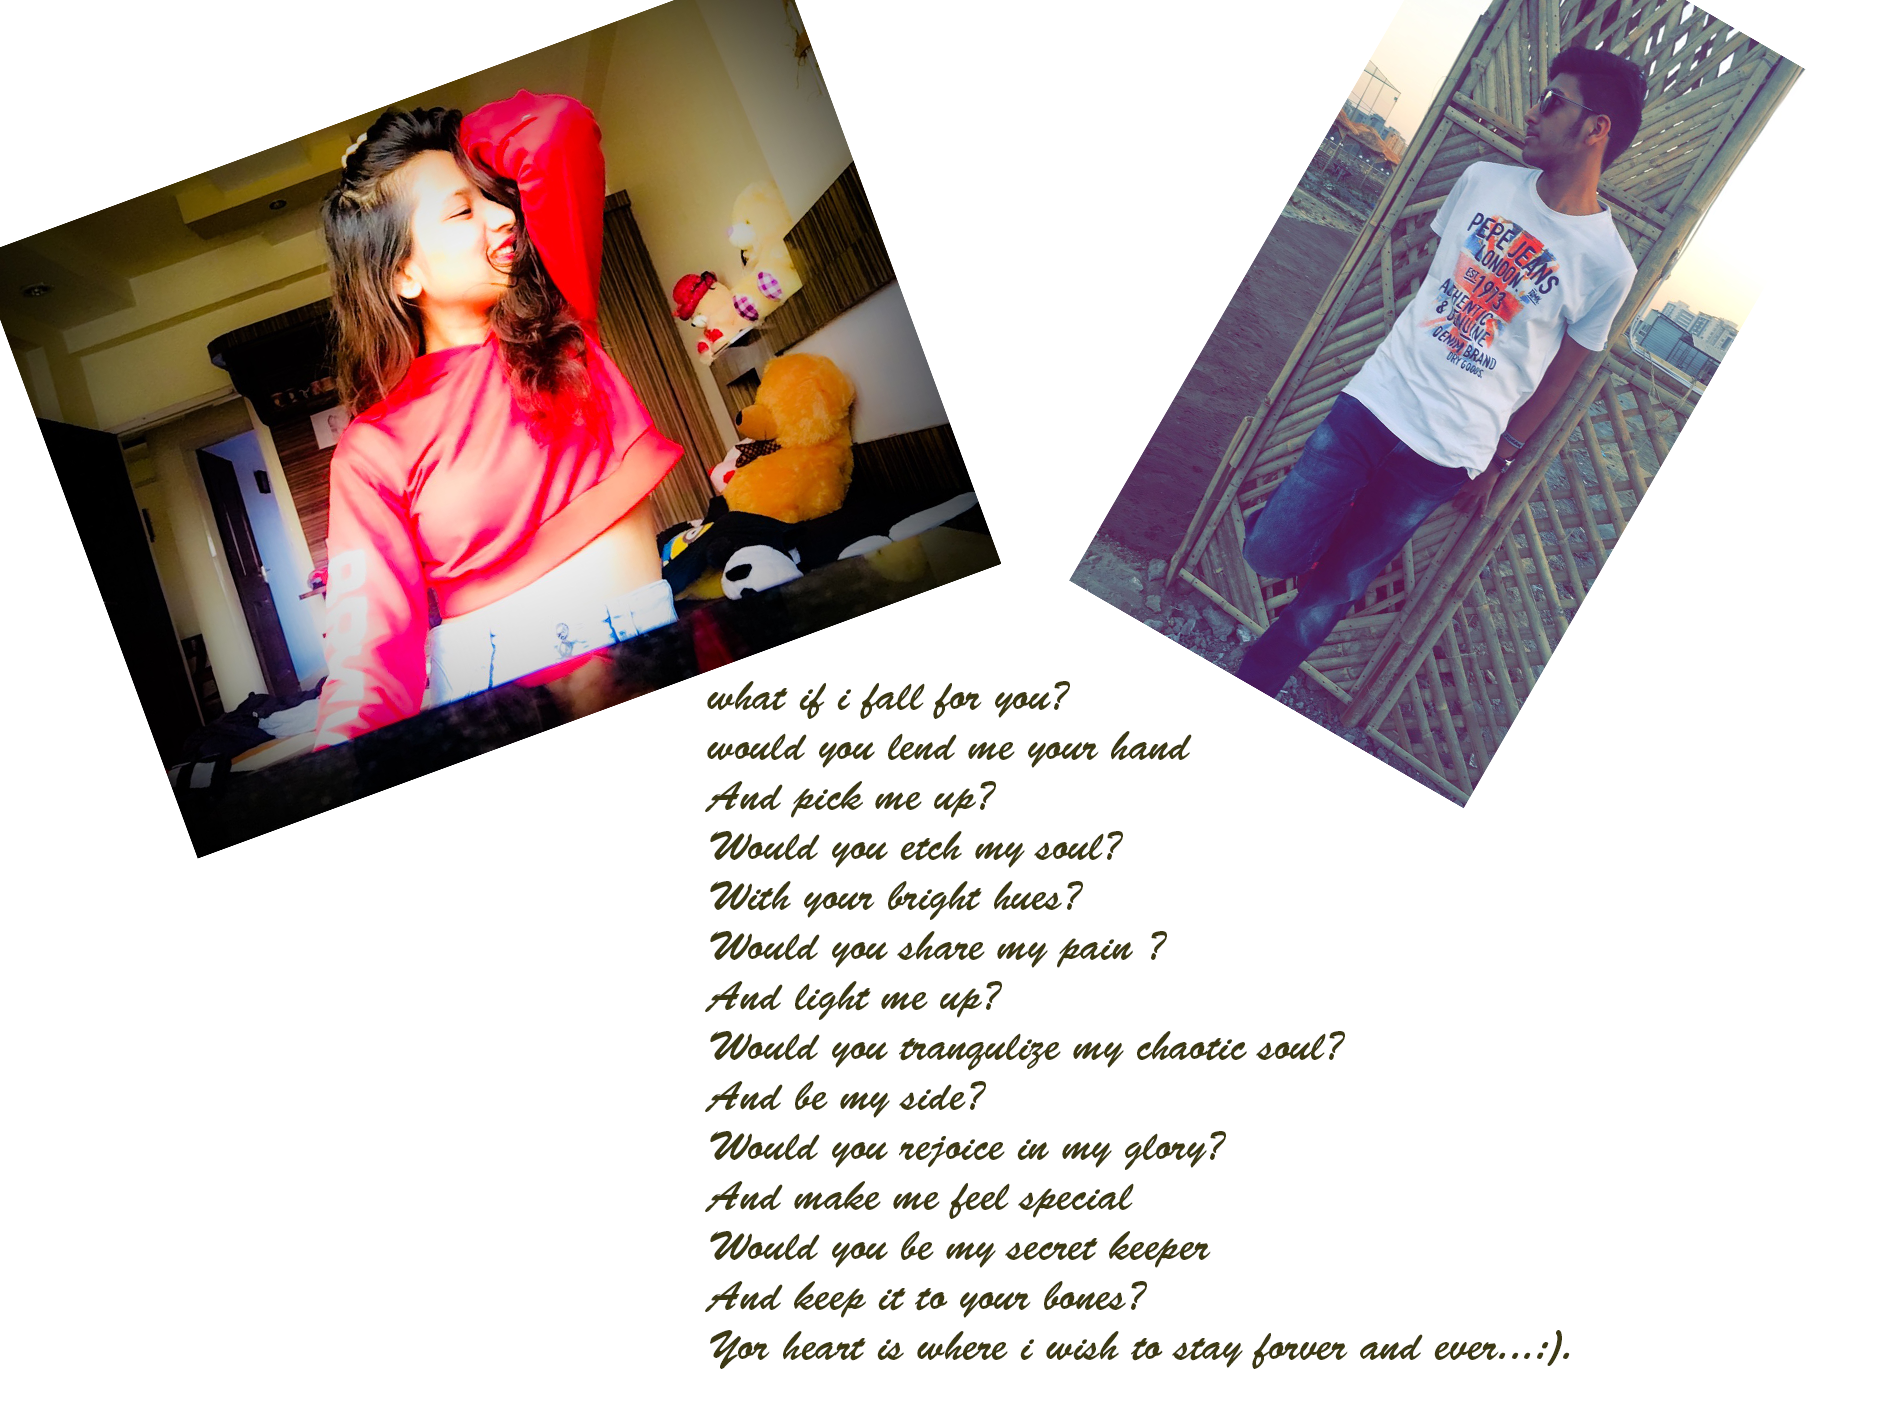 PEPE JEANS
LONDON
EST. 1973
AUTHENTIC
& GENUINE
DENIM BRAND
DRY GOODS.
what if i fall for you?
would you lend me your hand
And pick me up?
Would you etch my soul?
With your bright hues?
Would you share my pain ?
And light me up?
Would you tranqulize my chaotic soul?
And be my side?
Would you rejoice in my glory?
And make me feel special
Would you be my secret keeper
And keep it to your bones?
Yor heart is where i wish to stay forver and ever...:).